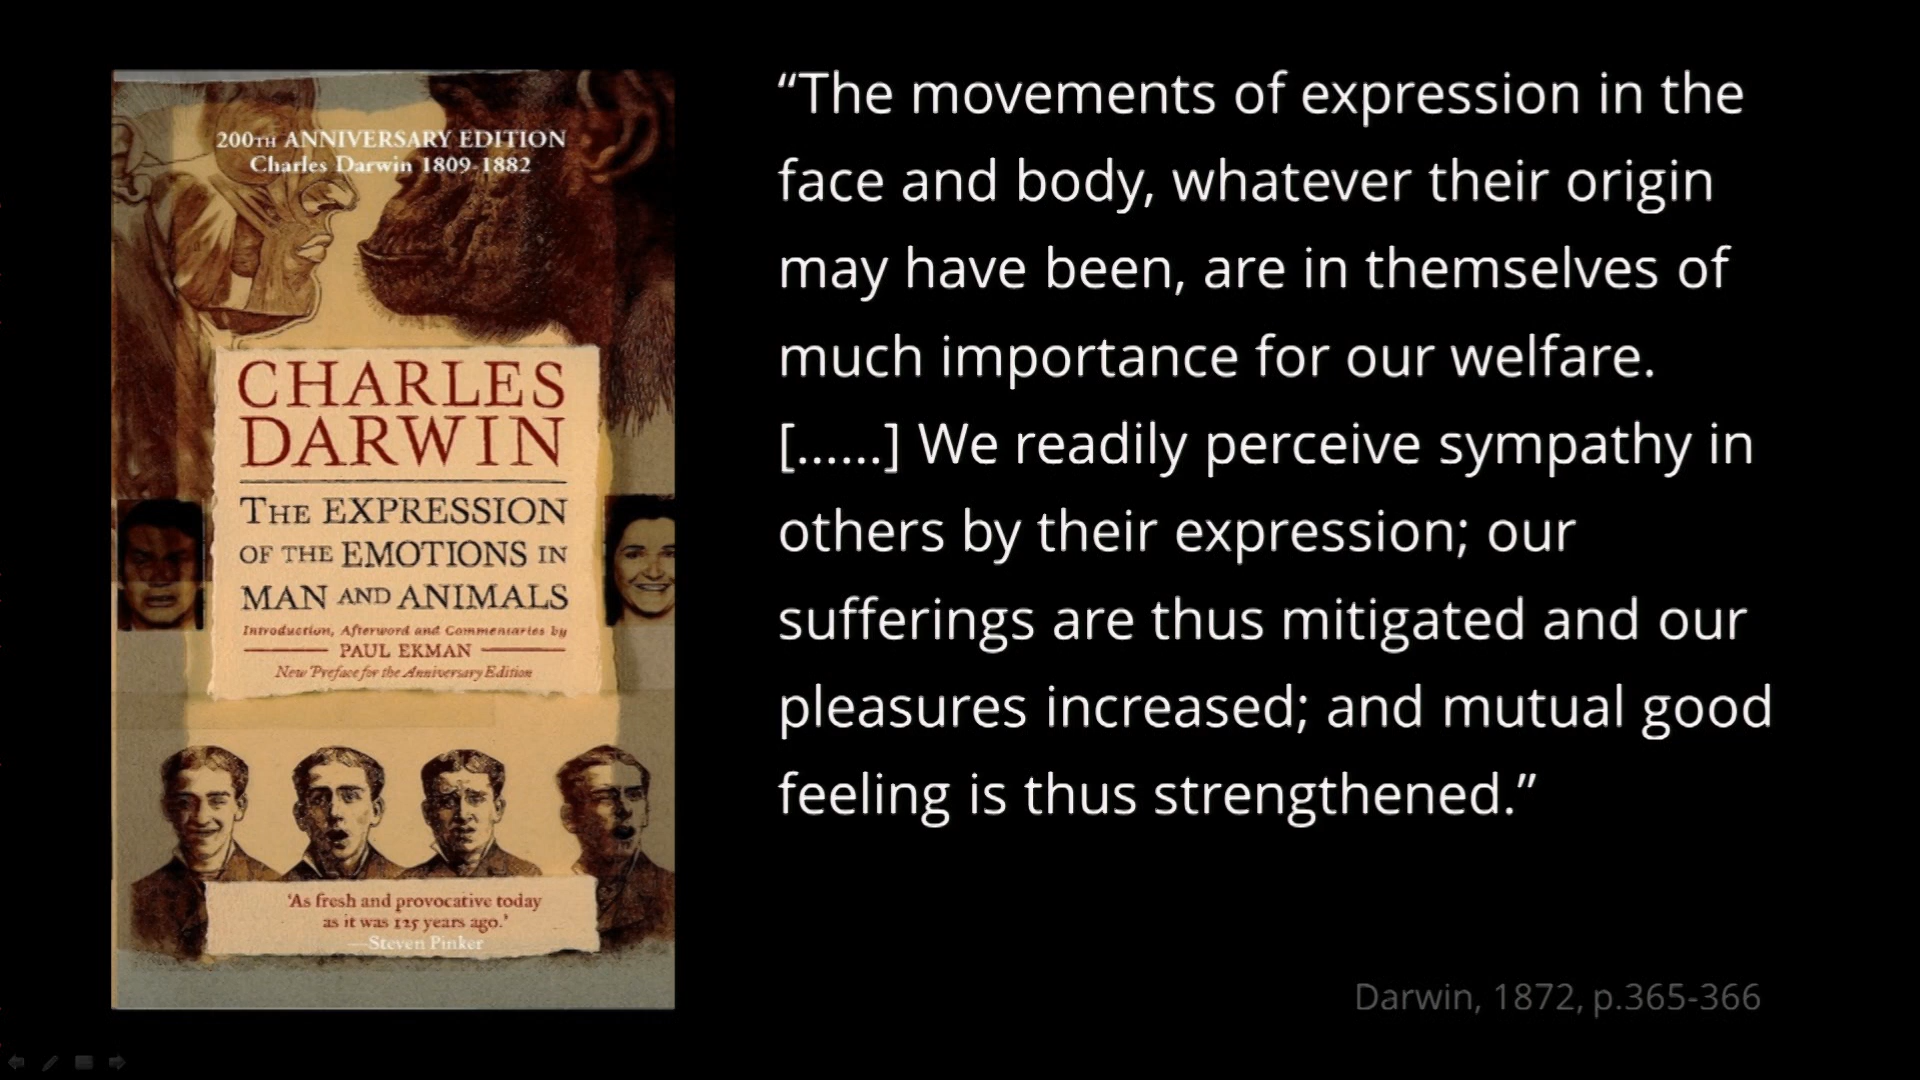 200TH ANNIVERSARY EDITION
Charles Darwin 1809-1882
CHARLES
DARWIN
THE EXPRESSION
OF THE EMOTIONS IN
MAN AND ANIMALS
Introduction, Afterword and Commentaries by
PAUL EKMAN
New Preface for the Anniversary Edition
‘As fresh and provocative today
as it was 125 years ago.’
—Steven Pinker
“The movements of expression in the
face and body, whatever their origin
may have been, are in themselves of
much importance for our welfare.
[......] We readily perceive sympathy in
others by their expression; our
sufferings are thus mitigated and our
pleasures increased; and mutual good
feeling is thus strengthened.”
Darwin, 1872, p.365-366